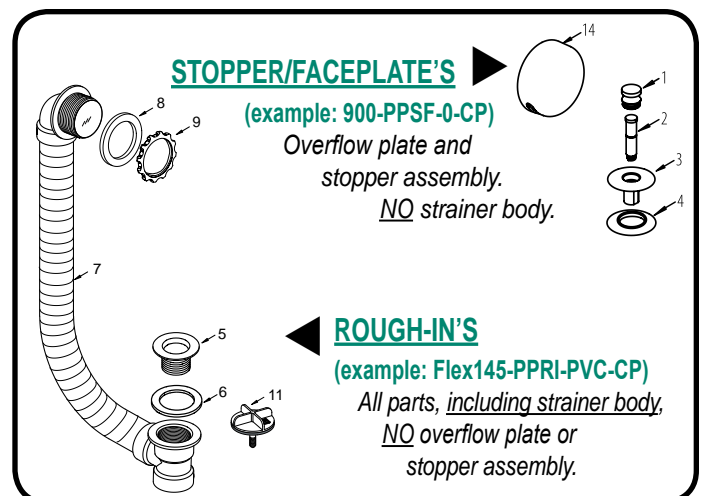 STOPPER/FACEPLATE'S
(example: 900-PPSF-0-CP)
Overflow plate and
stopper assembly.
NO strainer body.
14
1
2
3
4
8
9
7
5
6
11
ROUGH-IN'S
(example: Flex145-PPRI-PVC-CP)
All parts, including strainer body,
NO overflow plate or
stopper assembly.